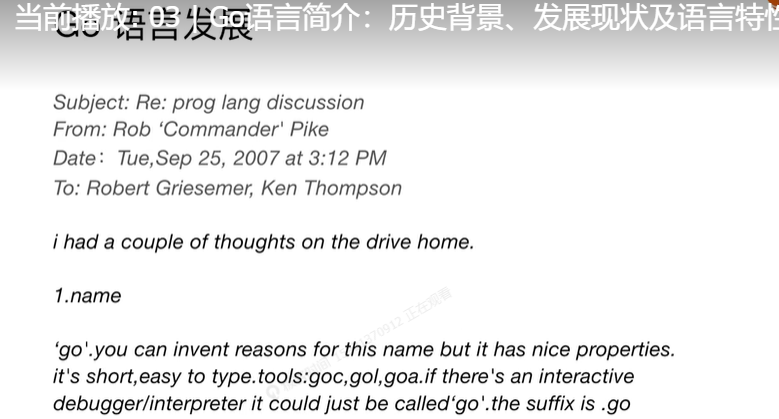 当前播放: 03 | Go语言简介：历史背景、发展现状及语言特性
Go 语言发展
Subject: Re: prog lang discussion
From: Rob ‘Commander' Pike
Date：Tue,Sep 25, 2007 at 3:12 PM
To: Robert Griesemer, Ken Thompson
i had a couple of thoughts on the drive home.
1.name
‘go'.you can invent reasons for this name but it has nice properties.
it's short,easy to type.tools:goc,gol,goa.if there's an interactive
debugger/interpreter it could just be called‘go'.the suffix is .go
正在观看